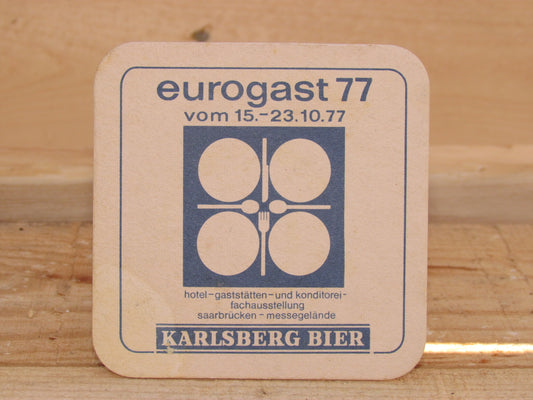 eurogast 77
vom 15.-23.10.77
hotel-gaststätten-und konditorei-
fachausstellung
saarbrücken - messegelände
KARLSBERG BIER